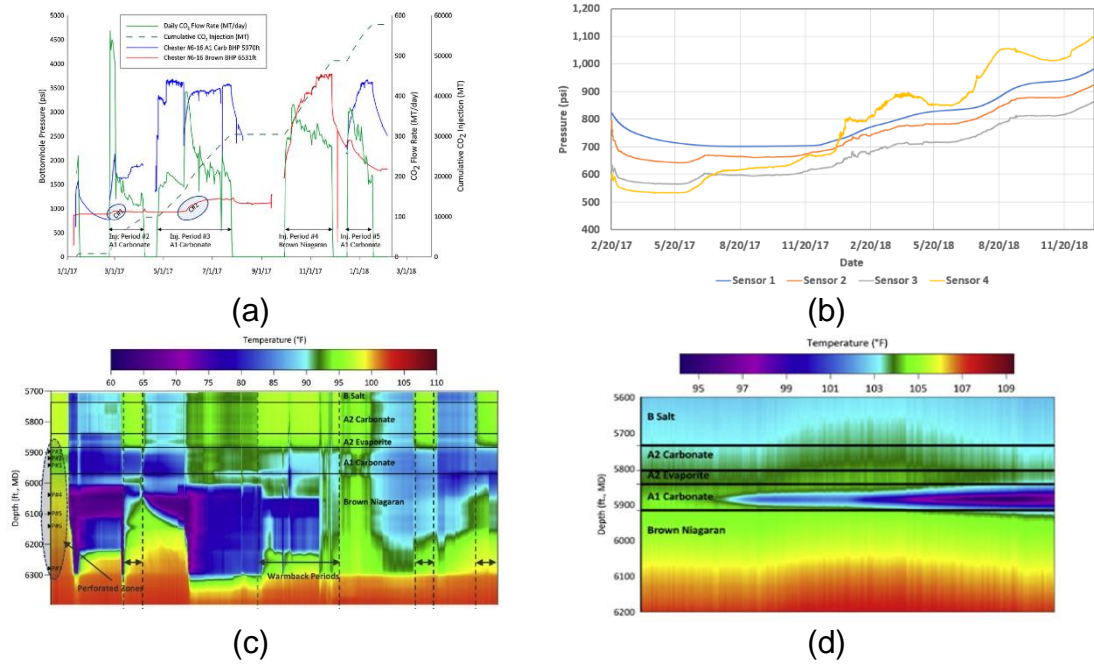 Daily CO₂ Flow Rate (MT/day)
Cumulative CO₂ Injection (MT)
Chester #6-16 A1 Carb BHP 5970ft
Chester #6-16 Brown BHP 6531ft
Bottomhole Pressure (psi)
5000
4500
4000
3500
3000
2500
2000
1500
1000
500
0
600
500
400
300
200
100
0
CO₂ Flow Rate (MT/day)
60000
50000
40000
30000
20000
10000
0
Cumulative CO₂ Injection (MT)
Inj. Period #2
A1 Carbonate
Inj. Period #3
A1 Carbonate
Inj. Period #4
Brown Niagaran
Inj. Period #5
A1 Carbonate
1/1/17 3/1/17 5/1/17 7/1/17 9/1/17 11/1/17 1/1/18 3/1/18
(a)
Pressure (psi)
1,100
1,000
900
800
700
600
500
400
2/20/17 5/20/17 8/20/17 11/20/17 2/20/18 5/20/18 8/20/18 11/20/18
Date
Sensor 1 Sensor 2 Sensor 3 Sensor 4
(b)
Temperature (°F)
60 65 70 75 80 85 90 95 100 105 110
Depth (ft, MD)
5700
5800
5900
6000
6100
6200
6300
B Salt
A2 Carbonate
A2 Evaporite
A1 Carbonate
Brown Niagaran
Perforated Zones
Warmback Periods
(c)
Temperature (°F)
95 97 99 101 103 105 107 109
Depth (ft., MD)
5600
5700
5800
5900
6000
6100
6200
B Salt
A2 Carbonate
A2 Evaporite
A1 Carbonate
Brown Niagaran
(d)